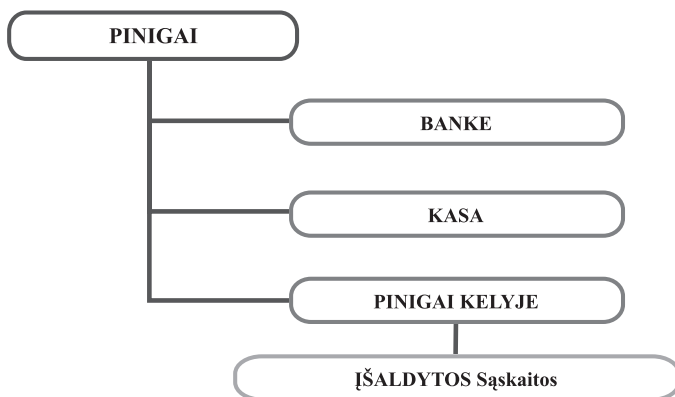 PINIGAI
BANKE
KASA
PINIGAI KELYJE
ĮŠALDYTOS Sąskaitos